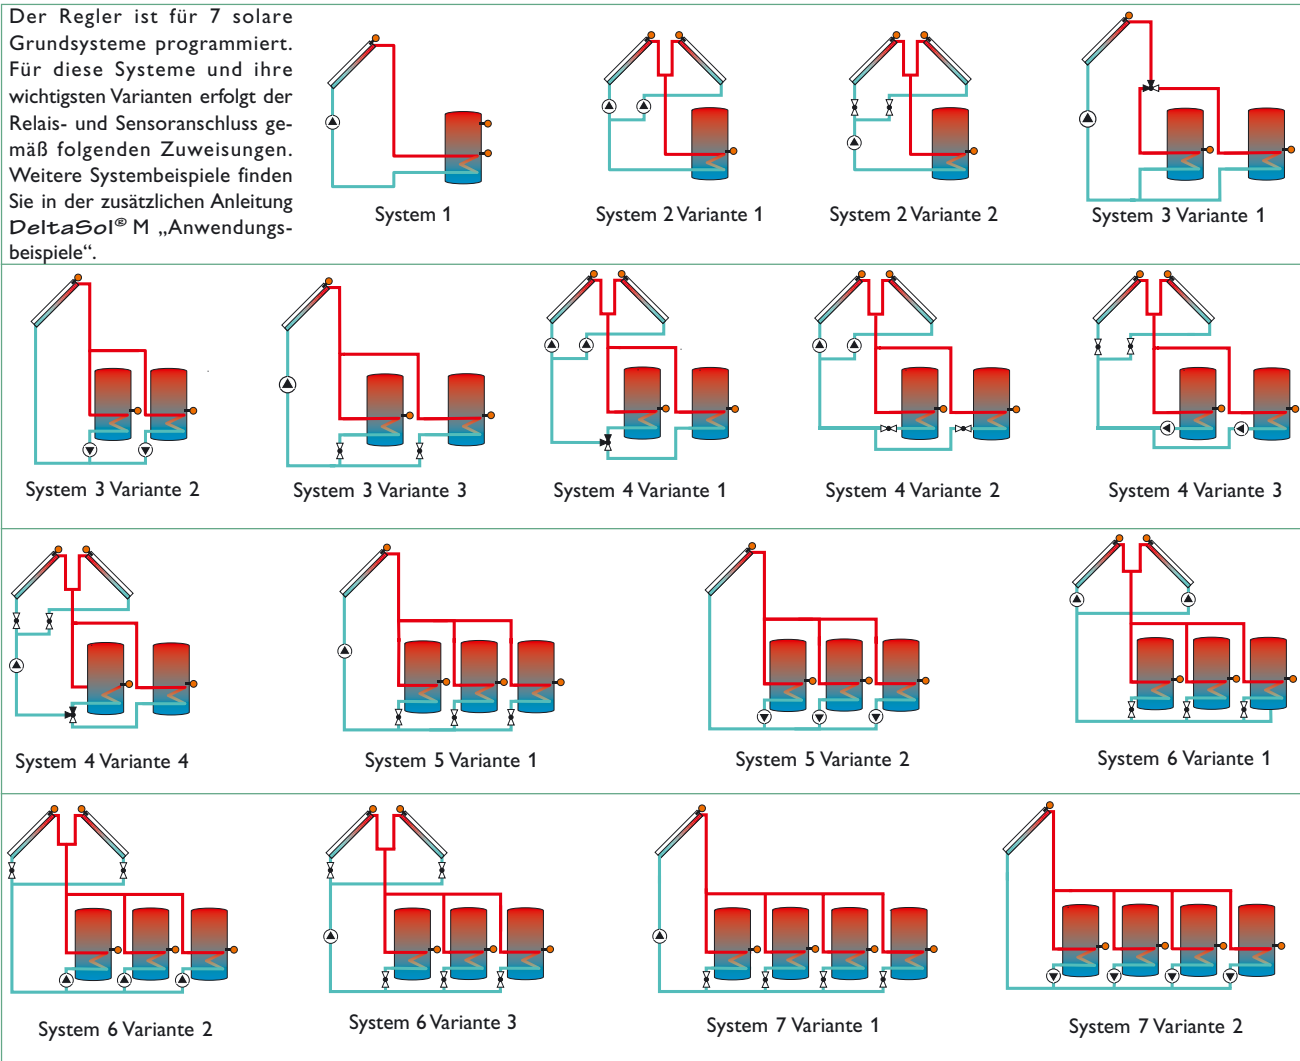 Der Regler ist für 7 solare
Grundsysteme programmiert.
Für diese Systeme und ihre
wichtigsten Varianten erfolgt der
Relais- und Sensoranschluss ge-
mäß folgenden Zuweisungen.
Weitere Systembeispiele finden
Sie in der zusätzlichen Anleitung
DeltaSol® M „Anwendungs-
beispiele“.
System 1
System 2 Variante 1
System 2 Variante 2
System 3 Variante 1
System 3 Variante 2
System 3 Variante 3
System 4 Variante 1
System 4 Variante 2
System 4 Variante 3
System 4 Variante 4
System 5 Variante 1
System 5 Variante 2
System 6 Variante 1
System 6 Variante 2
System 6 Variante 3
System 7 Variante 1
System 7 Variante 2